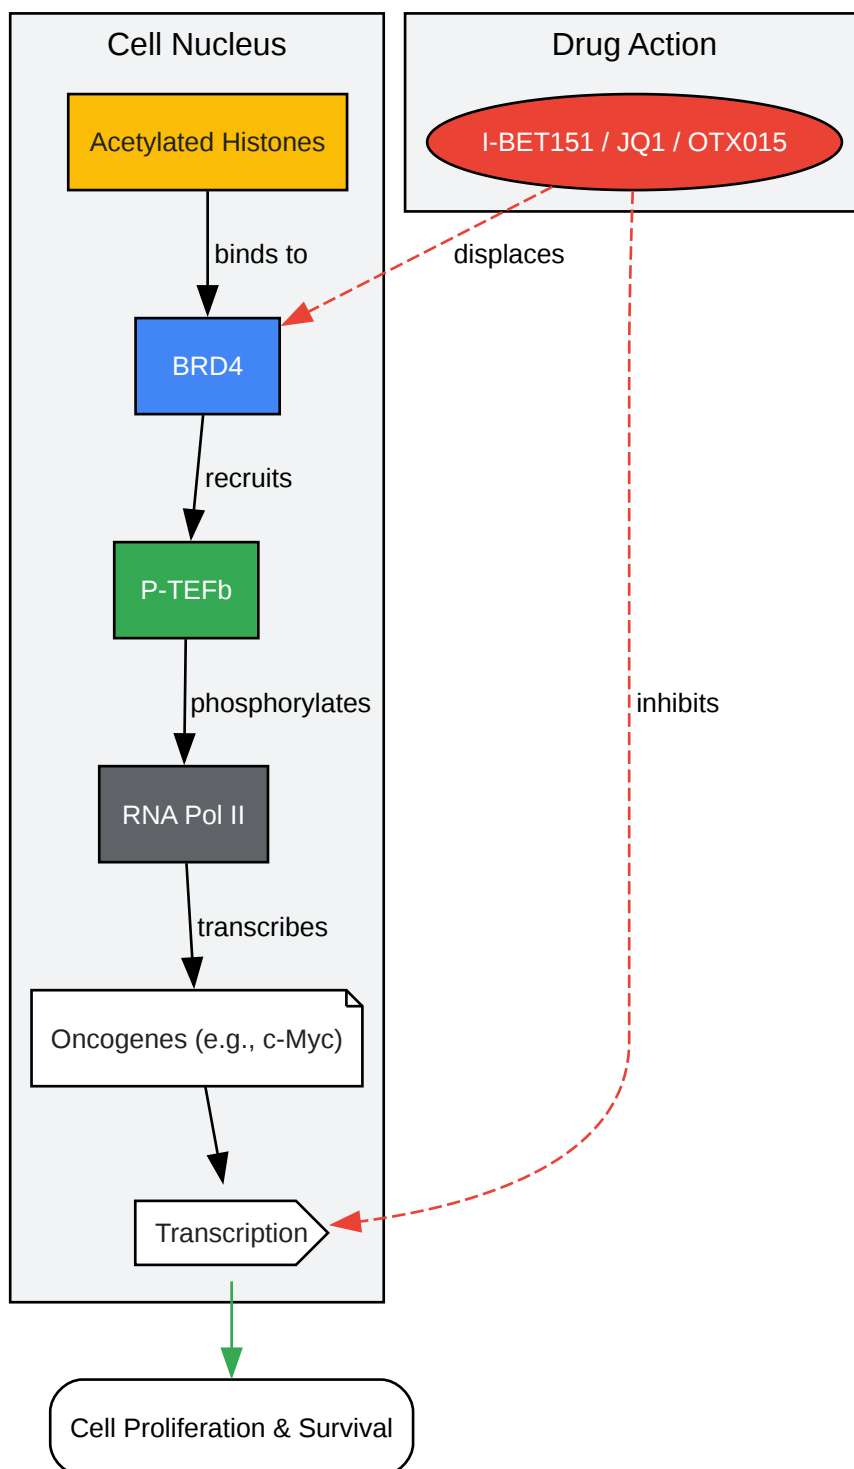 Cell Nucleus
Drug Action
Acetylated Histones
I-BET151 / JQ1 / OTX015
binds to
displaces
BRD4
recruits
P-TEFb
phosphorylates
inhibits
RNA Pol II
transcribes
Oncogenes (e.g., c-Myc)
Transcription
Cell Proliferation & Survival